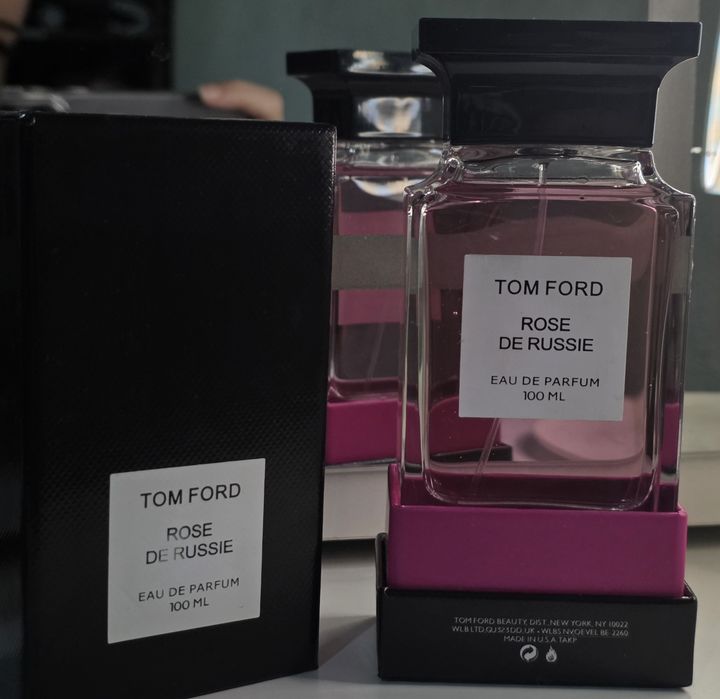 TOM FORD
ROSE
DE RUSSIE
EAU DE PARFUM
100 ML
TOM FORD
ROSE
DE RUSSIE
EAU DE PARFUM
100 ML
TOM FORD BEAUTY, DIST., NEW YORK, NY 10022
MADE IN U.S.A.